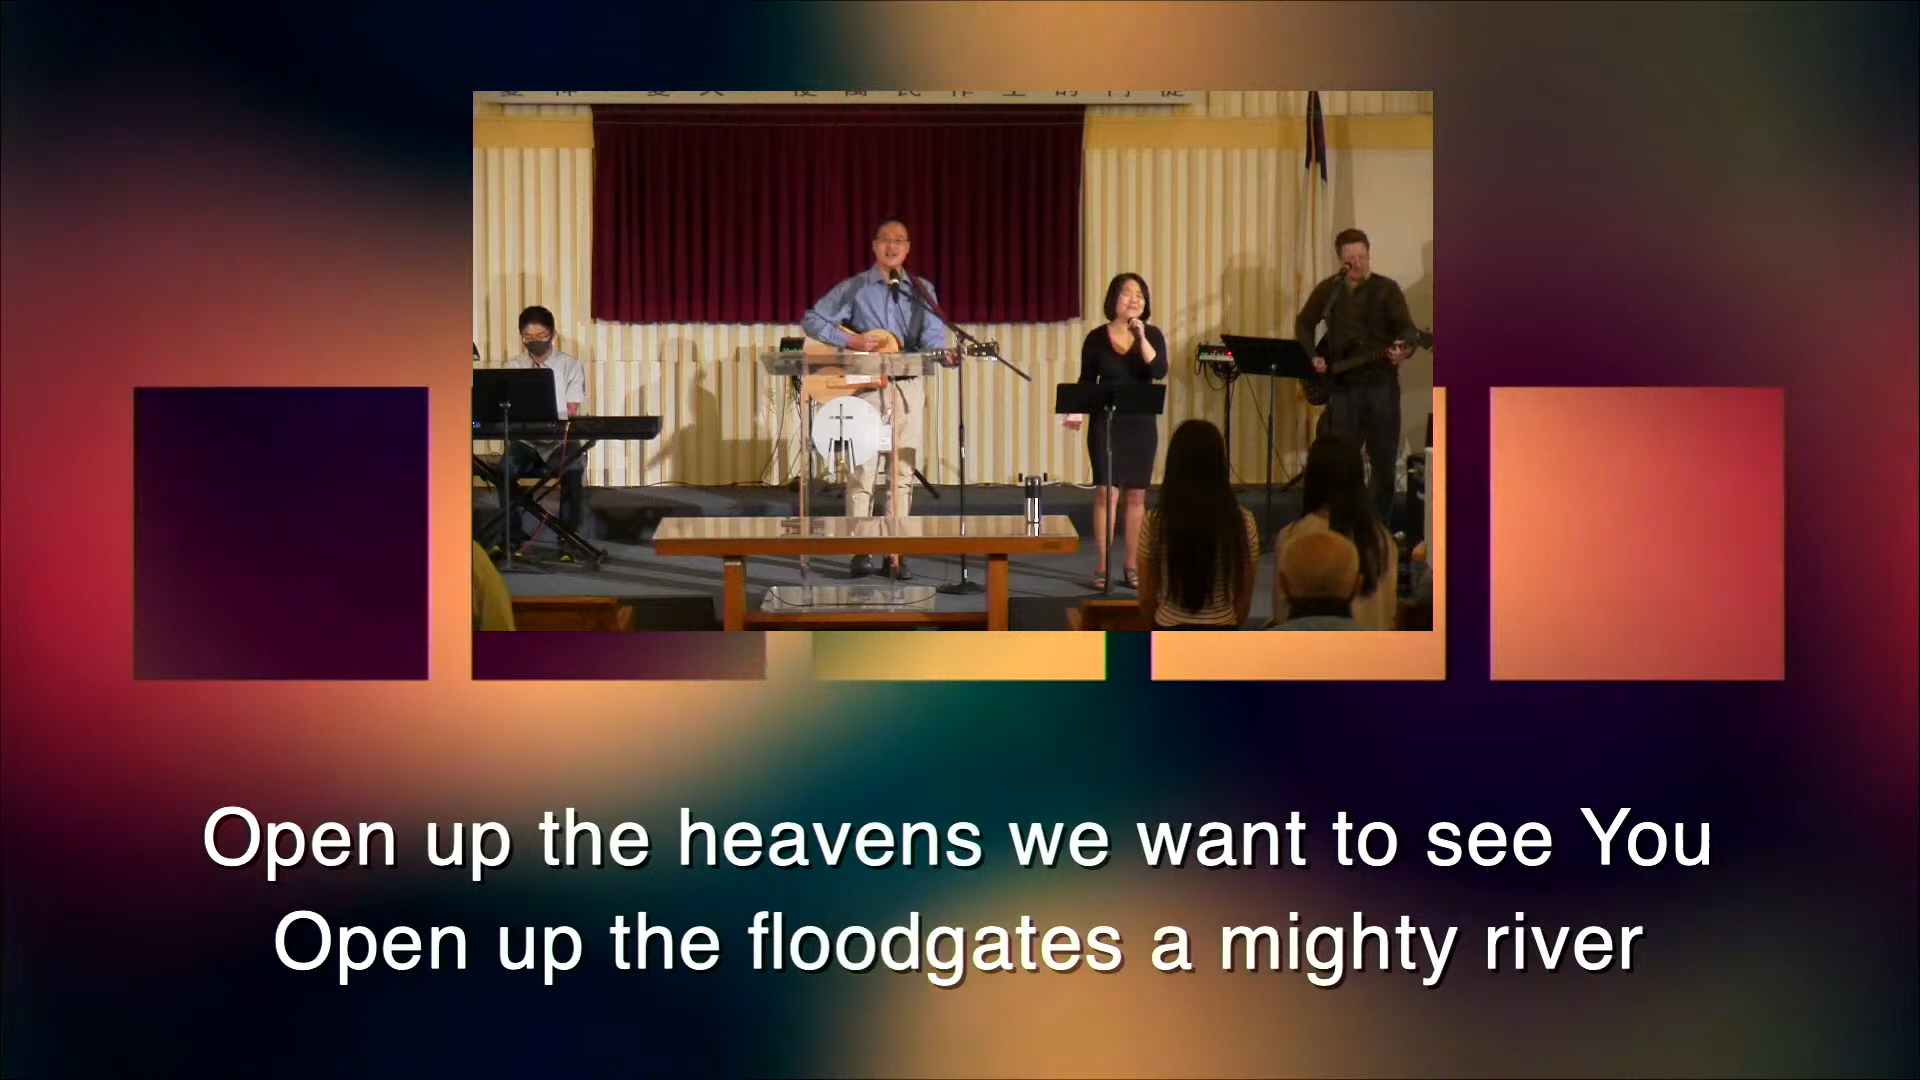 Open up the heavens we want to see You
Open up the floodgates a mighty river